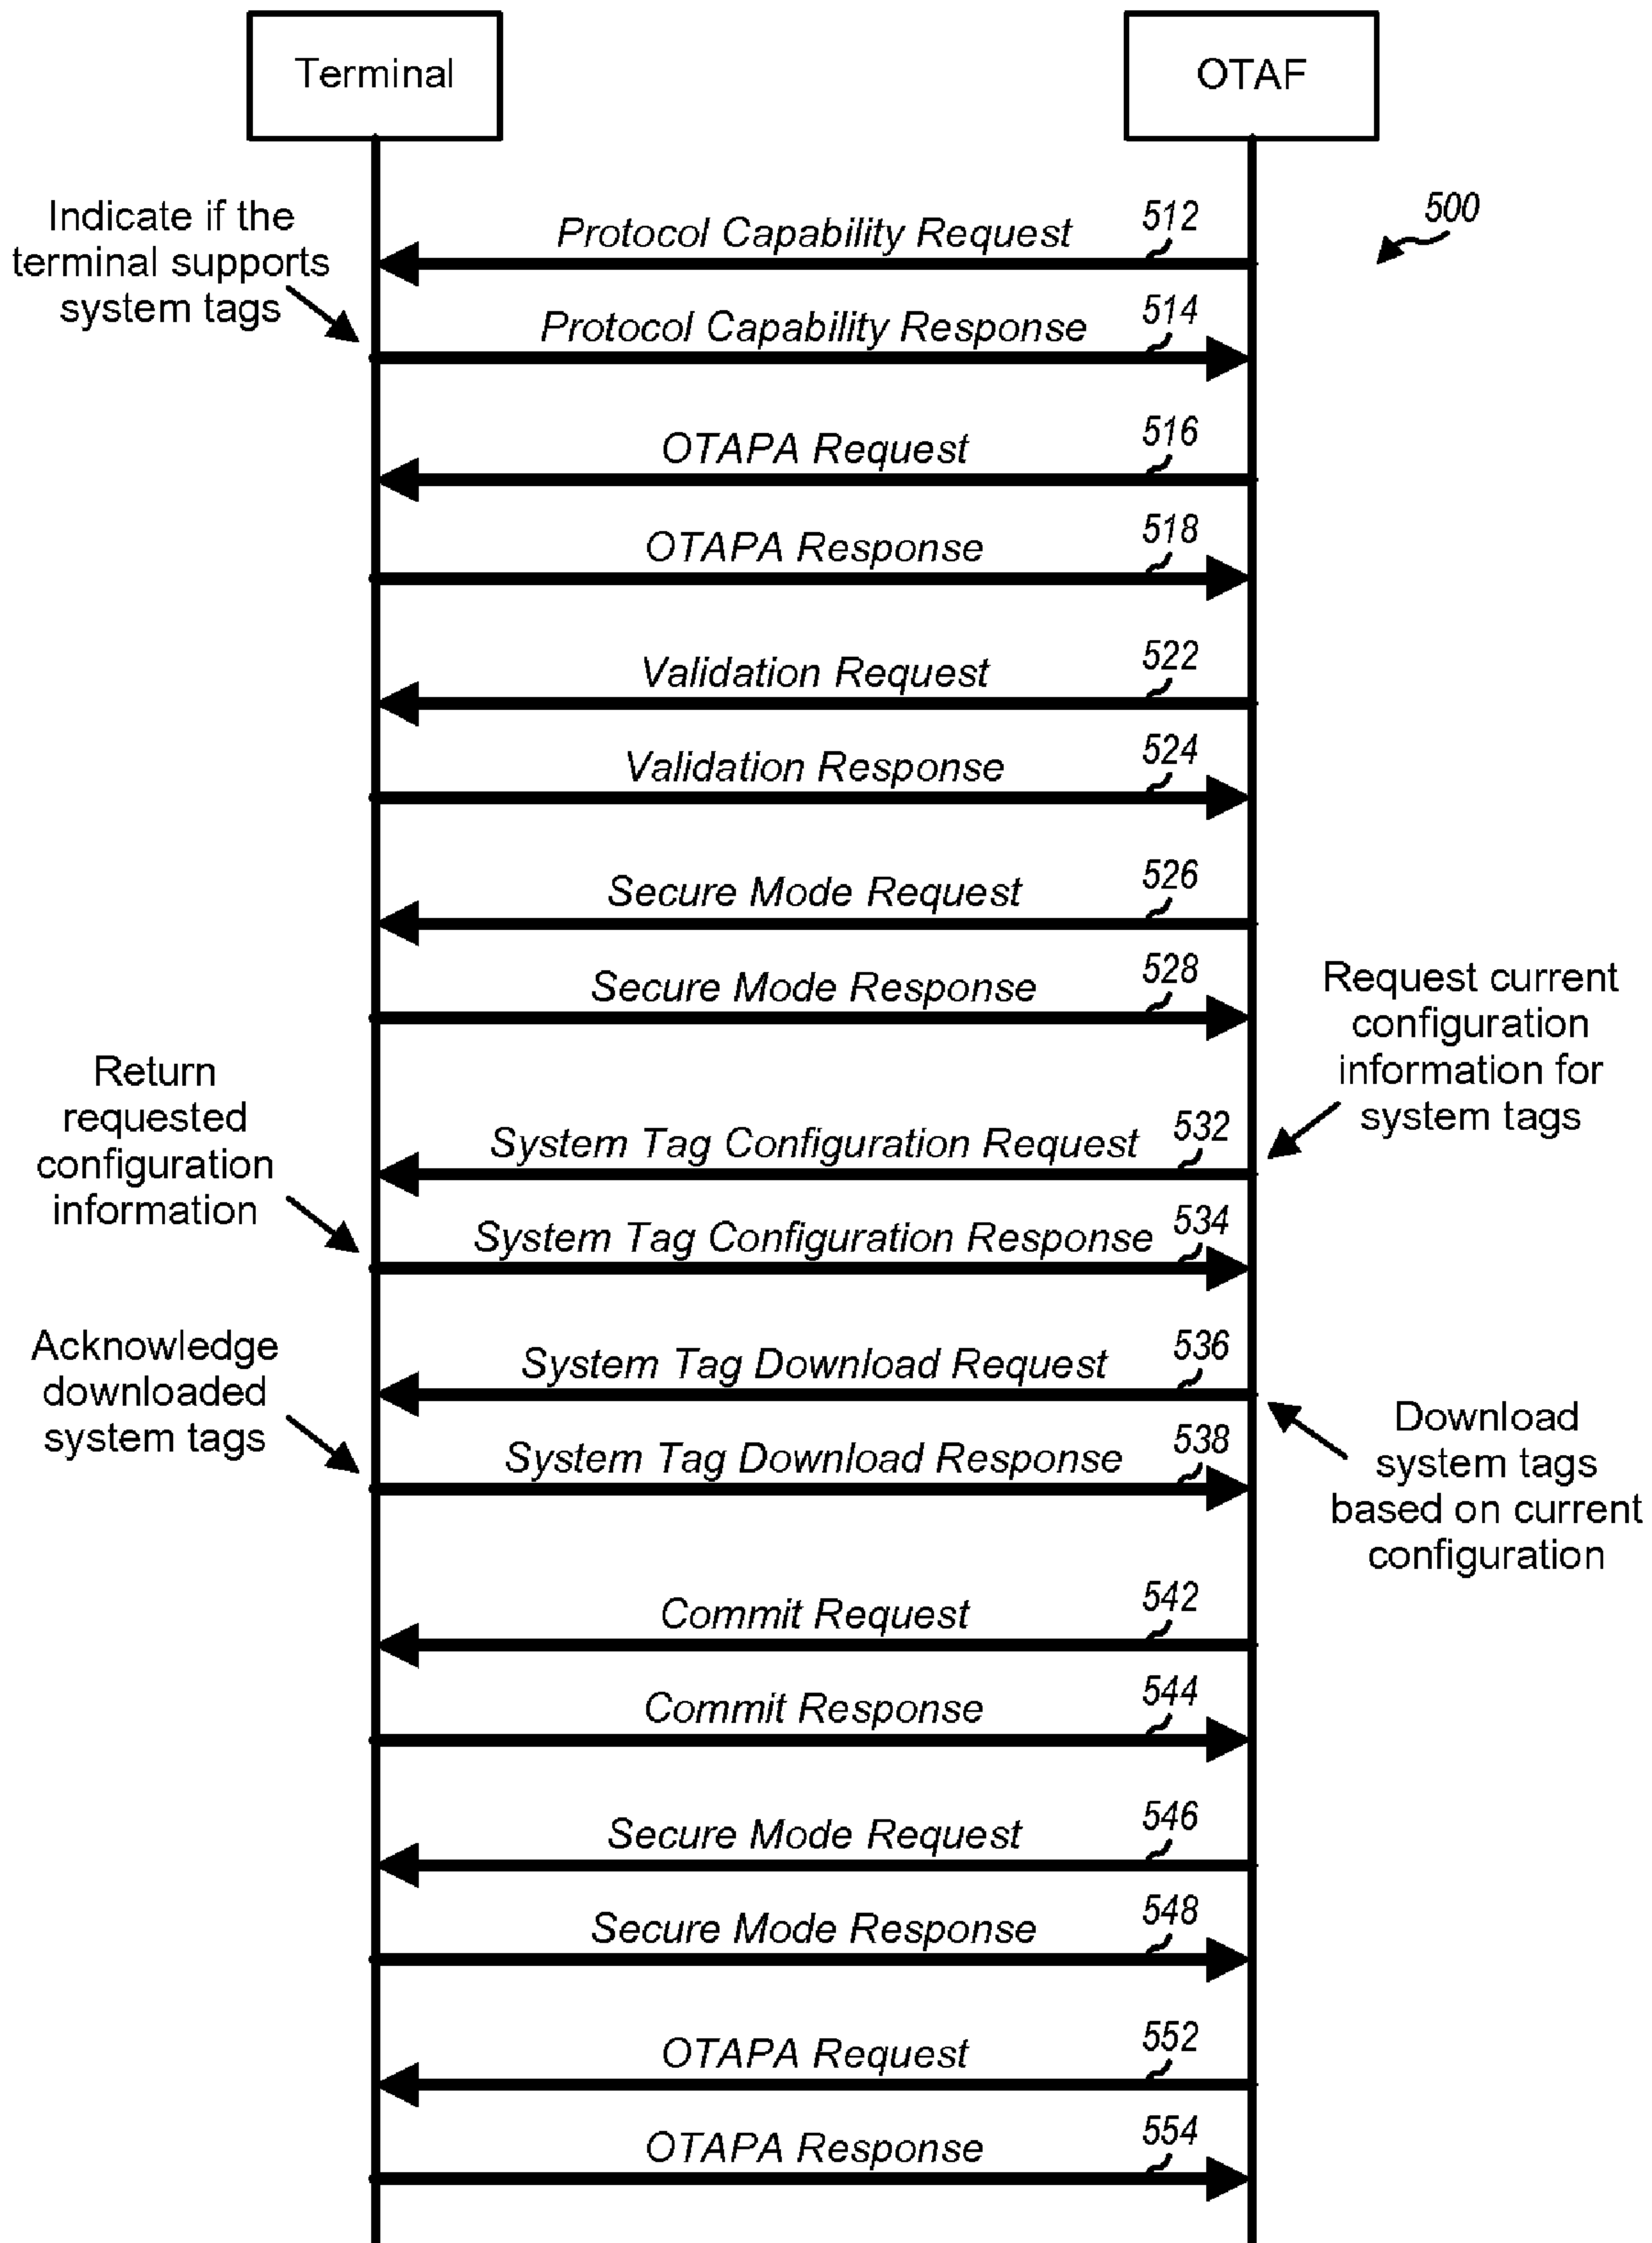 Terminal
OTAF
500
Indicate if the
terminal supports
system tags
Protocol Capability Request
512
Protocol Capability Response
514
OTAPA Request
516
OTAPA Response
518
Validation Request
522
Validation Response
524
Secure Mode Request
526
Secure Mode Response
528
Request current
configuration
information for
system tags
Return
requested
configuration
information
System Tag Configuration Request
532
System Tag Configuration Response
534
Acknowledge
downloaded
system tags
System Tag Download Request
536
System Tag Download Response
538
Download
system tags
based on current
configuration
Commit Request
542
Commit Response
544
Secure Mode Request
546
Secure Mode Response
548
OTAPA Request
552
OTAPA Response
554